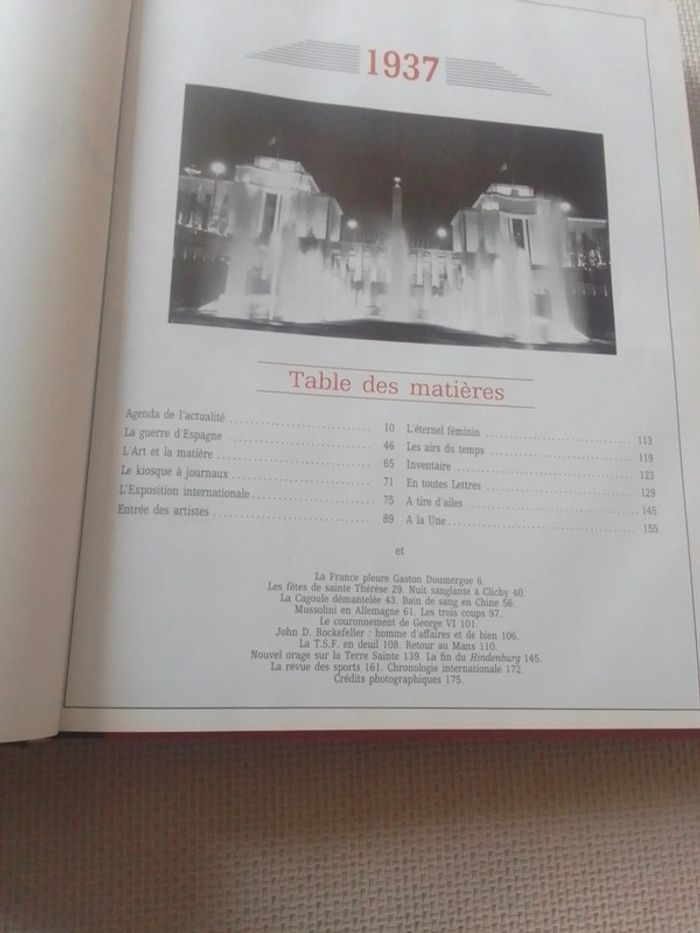 1937
Table des matières
Agenda de l'actualité 10
La guerre d'Espagne 46
L'Art et la matière 65
Le kiosque à journaux 71
L'Exposition internationale 75
Entrée des artistes 89
L'éternel féminin 113
Les airs du temps 119
Inventaire 123
En toutes Lettres 129
A tire d'ailes 145
A la Une 155
et
La France pleure Gaston Doumergue 6.
Les fêtes de sainte Thérèse 29. Nuit sanglante à Clichy 40.
La Cagoule démantelée 43. Bain de sang en Chine 56.
Mussolini en Allemagne 61. Les trois coups 97.
Le couronnement de George VI 101.
John D. Rockefeller : homme d'affaires et de bien 106.
La T.S.F. en deuil 108. Retour au Mans 110.
Nouvel orage sur la Terre Sainte 139. La fin du Hindenburg 145.
La revue des sports 161. Chronologie internationale 172.
Crédits photographiques 175.